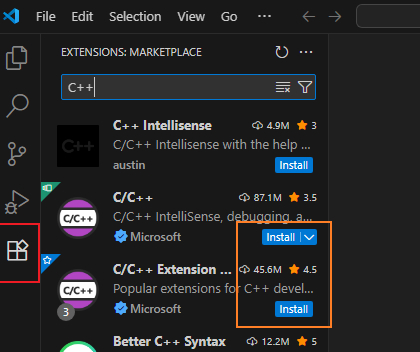 File Edit Selection View Go …
EXTENSIONS: MARKETPLACE
C++
C++ Intellisense 4.9M 3
C++ Intellisense with the help ...
austin Install
C/C++ 87.1M 3.5
C/C++ IntelliSense, debugging, a...
Microsoft Install
C/C++ Extension ... 45.6M 4.5
Popular extensions for C++ devel...
Microsoft Install
3
Better C++ Syntax 12.2M 5